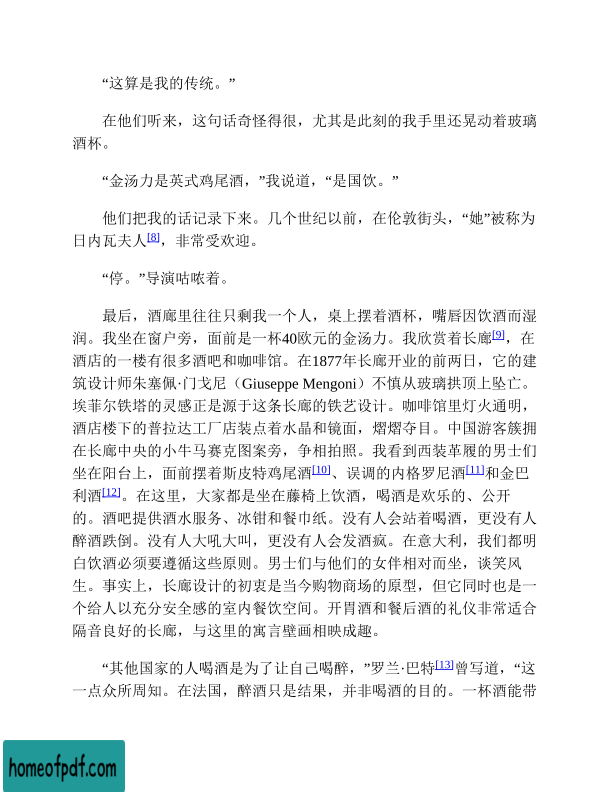 “这算是我的传统。”
在他们听来，这句话奇怪得很，尤其是此刻的我手里还晃动着玻璃
酒杯。
“金汤力是英式鸡尾酒，”我说道，“是国饮。”
他们把我的话记录下来。几个世纪以前，在伦敦街头，“她”被称为
日内瓦夫人[8]，非常受欢迎。
“停。”导演咕哝着。
最后，酒廊里往往只剩我一个人，桌上摆着酒杯，嘴唇因饮酒而湿
润。我坐在窗户旁，面前是一杯40欧元的金汤力。我欣赏着长廊[9]，在
酒店的一楼有很多酒吧和咖啡馆。在1877年长廊开业的前两日，它的建
筑设计师朱塞佩·门戈尼（Giuseppe Mengoni）不慎从玻璃拱顶上坠亡。
埃菲尔铁塔的灵感正是源于这条长廊的铁艺设计。咖啡馆里灯火通明，
酒店楼下的普拉达工厂店装点着水晶和镜面，熠熠夺目。中国游客簇拥
在长廊中央的小牛马赛克图案旁，争相拍照。我看到西装革履的男士们
坐在阳台上，面前摆着斯皮特鸡尾酒[10]、误调的内格罗尼酒[11]和金巴
利酒[12]。在这里，大家都是坐在藤椅上饮酒，喝酒是欢乐的、公开
的。酒吧提供酒水服务、冰钳和餐巾纸。没有人会站着喝酒，更没有人
醉酒跌倒。没有人大吼大叫，更没有人会发酒疯。在意大利，我们都明
白饮酒必须要遵循这些原则。男士们与他们的女伴相对而坐，谈笑风
生。事实上，长廊设计的初衷是当今购物商场的原型，但它同时也是一
个给人以充分安全感的室内餐饮空间。开胃酒和餐后酒的礼仪非常适合
隔音良好的长廊，与这里的寓言壁画相映成趣。
“其他国家的人喝酒是为了让自己喝醉，”罗兰·巴特[13]曾写道，“这
一点众所周知。在法国，醉酒只是结果，并非喝酒的目的。一杯酒能带
homeofpdf.com